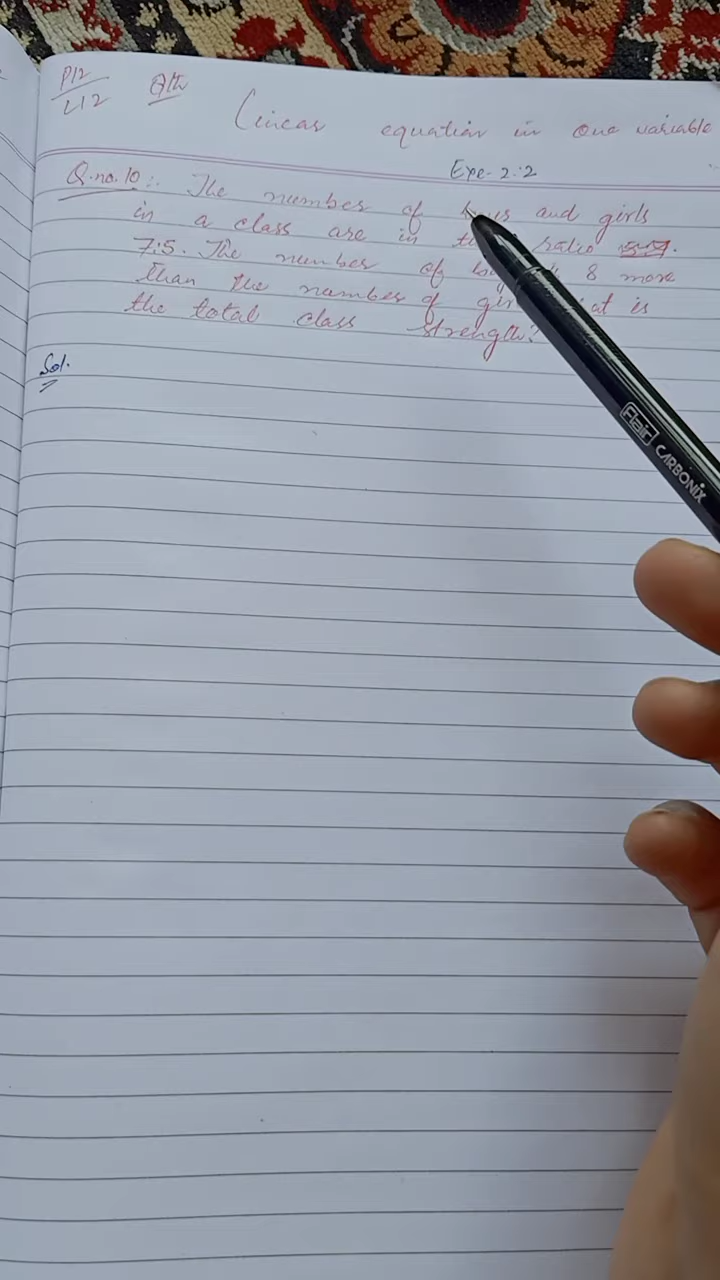 P12
L12
8th
Linear equation in one variable
Exe- 2.2
Q.no.10:. The number of and girls
in a class are in ratio
7:5. The number of 8 more
than the number of is
the total class strength?
Sol.
Flair CARBONIX